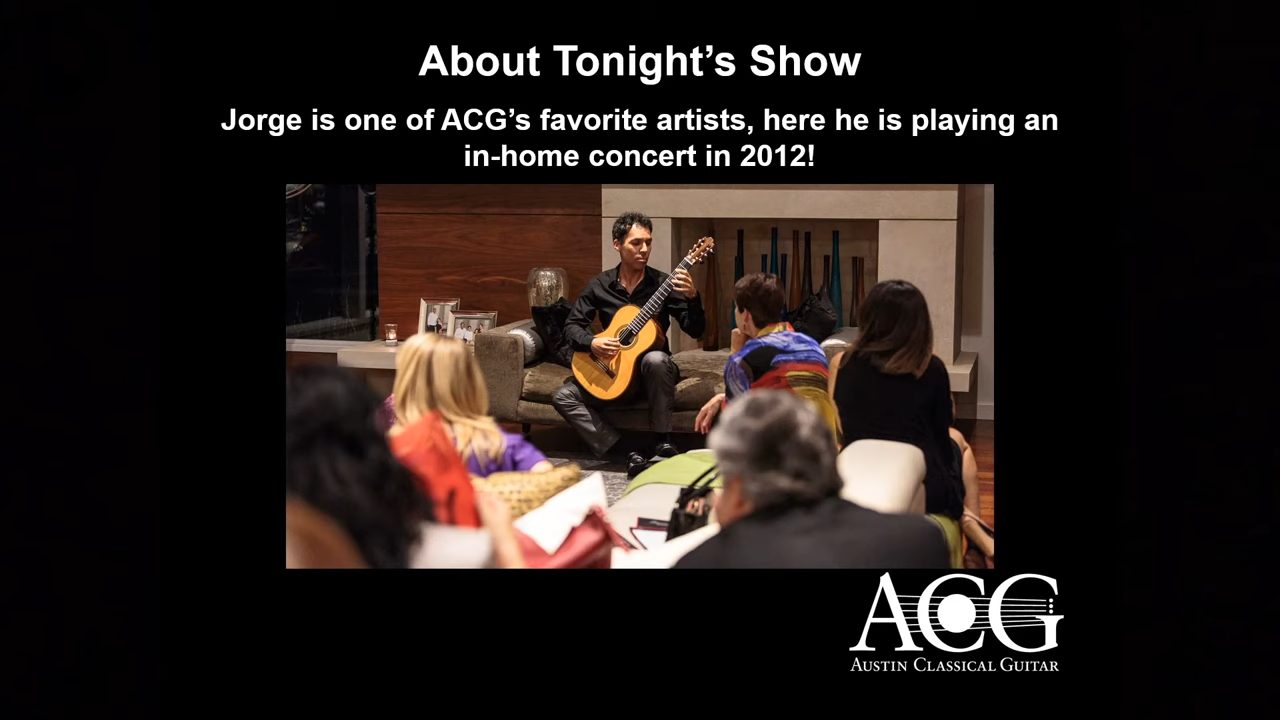 About Tonight’s Show
Jorge is one of ACG’s favorite artists, here he is playing an
in-home concert in 2012!
ACG
AUSTIN CLASSICAL GUITAR